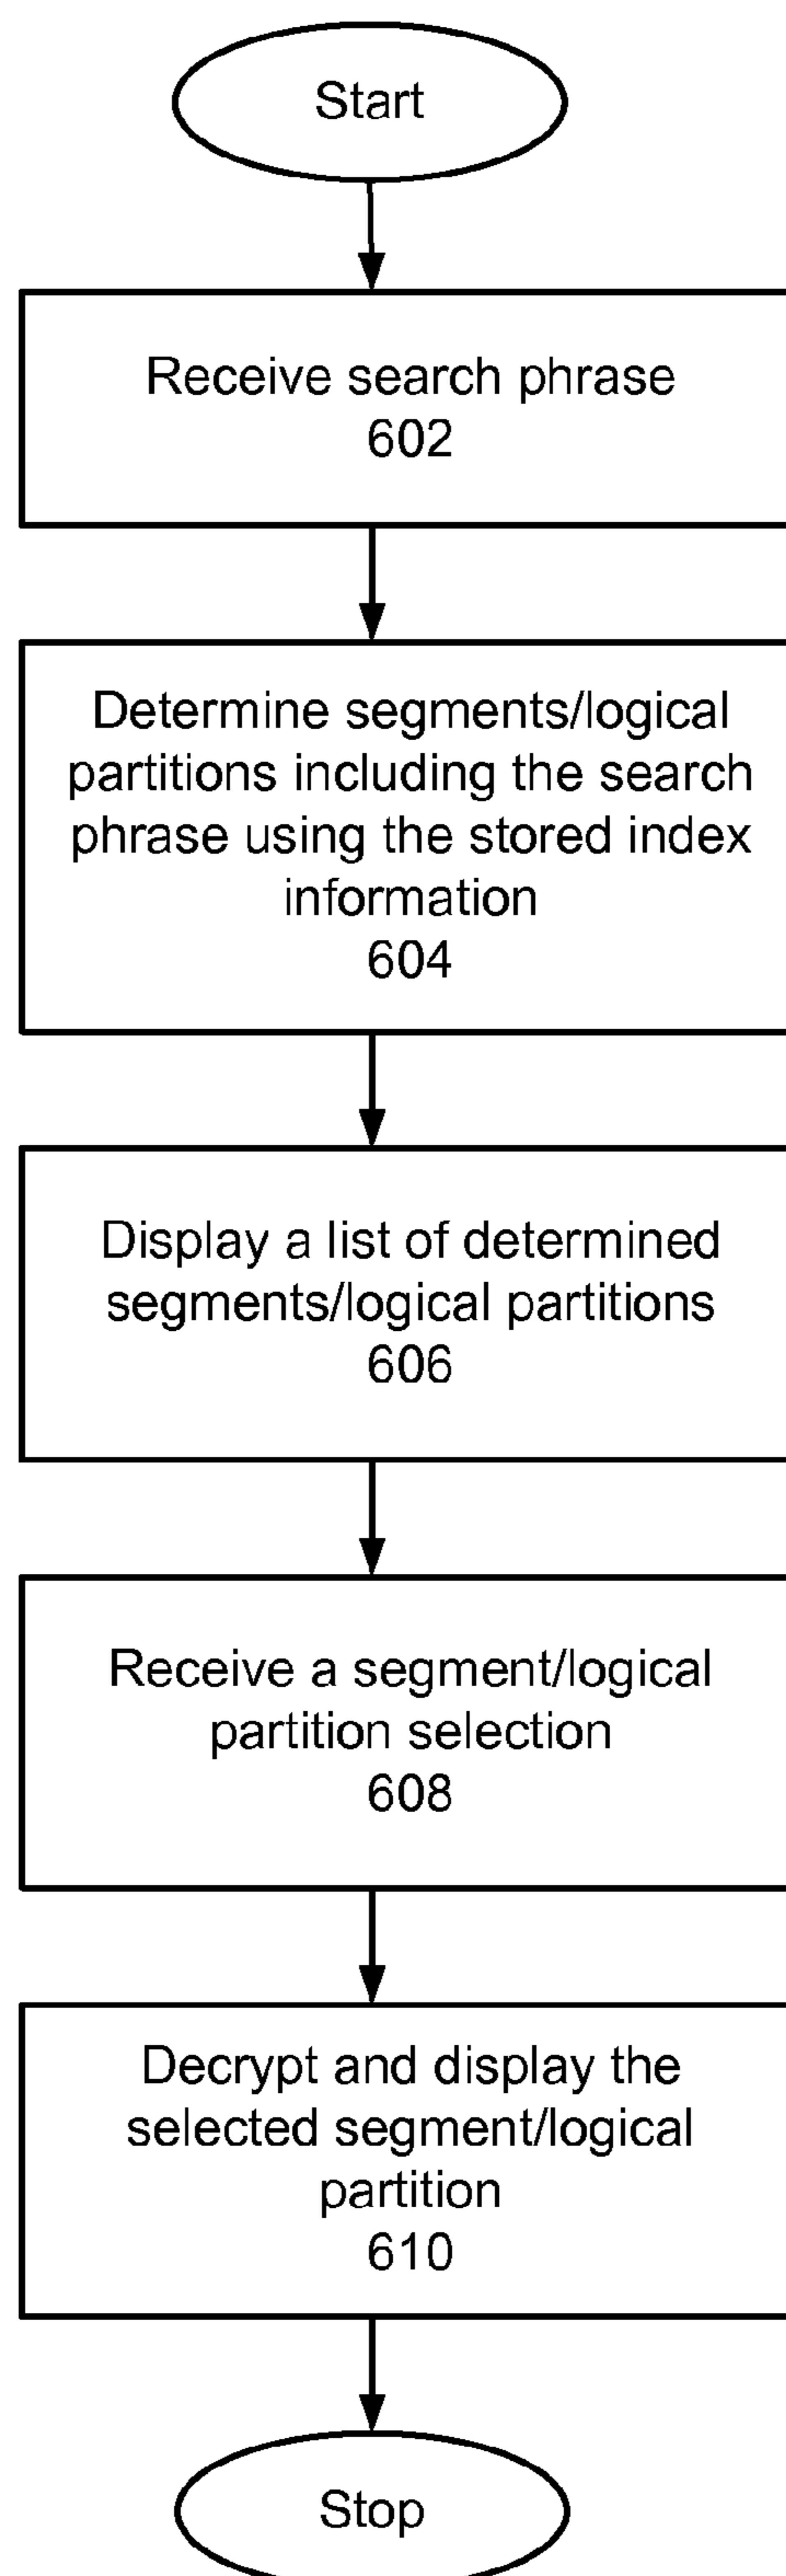 Start
Receive search phrase
602
Determine segments/logical
partitions including the search
phrase using the stored index
information
604
Display a list of determined
segments/logical partitions
606
Receive a segment/logical
partition selection
608
Decrypt and display the
selected segment/logical
partition
610
Stop